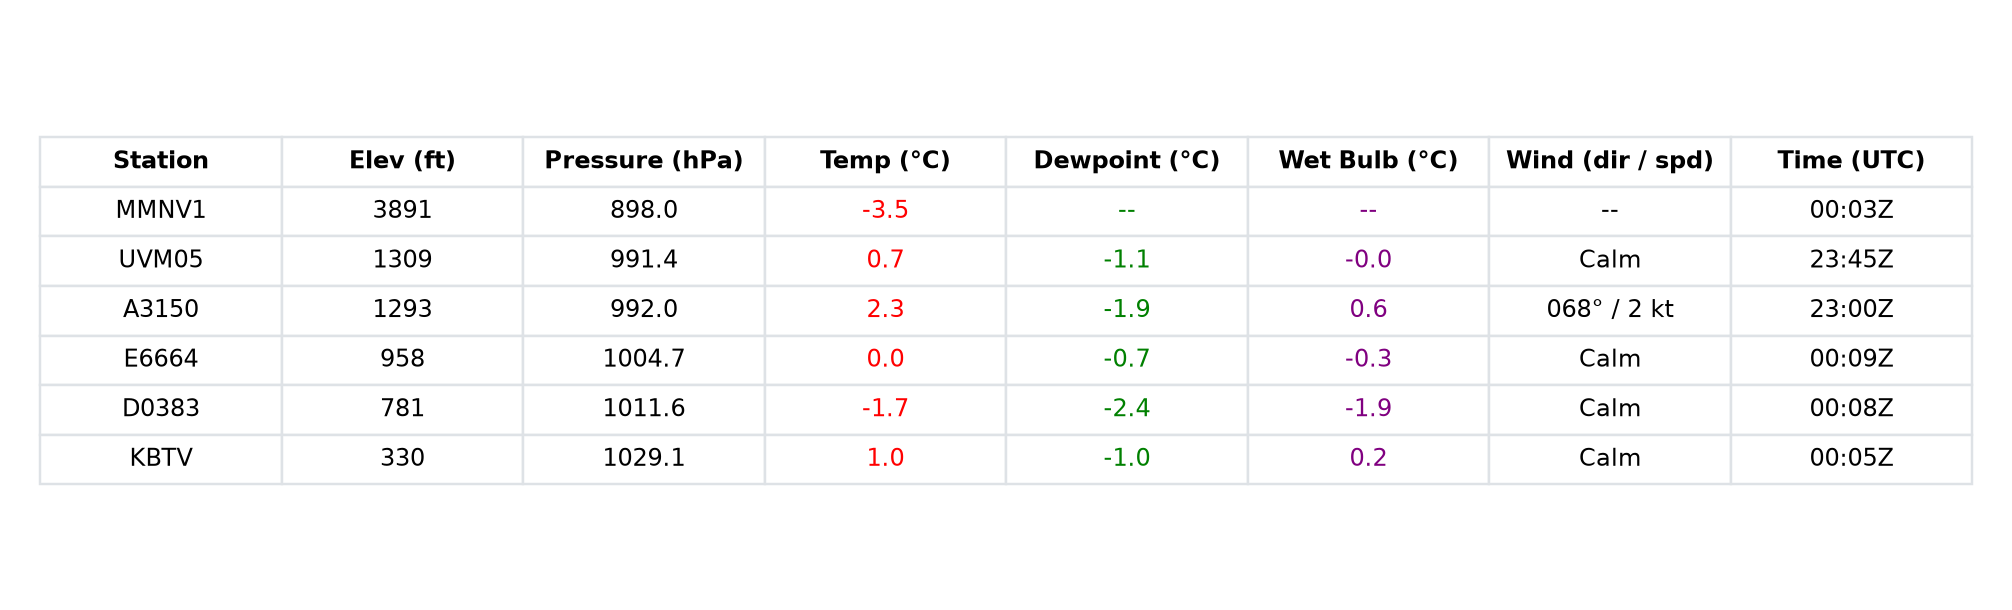 Station Elev (ft) Pressure (hPa) Temp (°C) Dewpoint (°C) Wet Bulb (°C) Wind (dir / spd) Time (UTC)
MMNV1 3891 898.0 -3.5 -- -- -- 00:03Z
UVM05 1309 991.4 0.7 -1.1 -0.0 Calm 23:45Z
A3150 1293 992.0 2.3 -1.9 0.6 068° / 2 kt 23:00Z
E6664 958 1004.7 0.0 -0.7 -0.3 Calm 00:09Z
D0383 781 1011.6 -1.7 -2.4 -1.9 Calm 00:08Z
KBTV 330 1029.1 1.0 -1.0 0.2 Calm 00:05Z